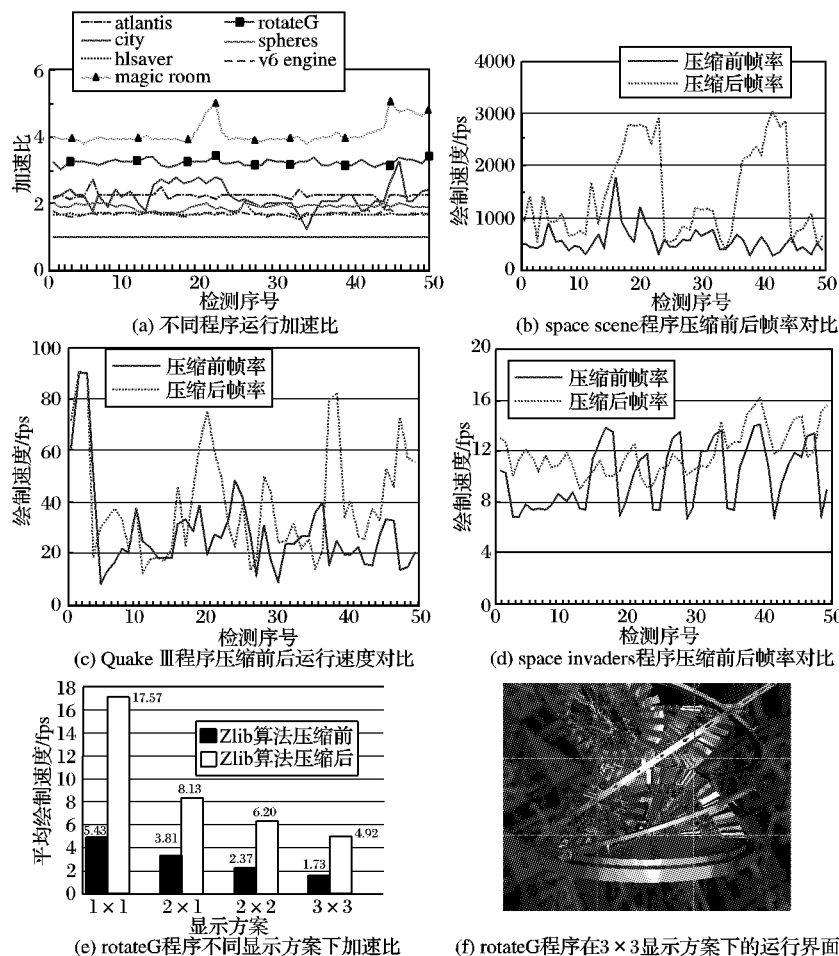 atlantis
city
hlsaver
magic room
rotateG
spheres
v6 engine
加速比
6
4
2
0
0 10 20 30 40 50
检测序号
(a) 不同程序运行加速比
压缩前帧率
压缩后帧率
绘制速度/fps
4000
3000
2000
1000
0
0 10 20 30 40 50
检测序号
(b) space scene程序压缩前后帧率对比
压缩前帧率
压缩后帧率
绘制速度/fps
100
80
60
40
20
0
0 10 20 30 40 50
检测序号
(c) Quake Ⅲ程序压缩前后运行速度对比
压缩前帧率
压缩后帧率
绘制速度/fps
20
16
12
8
4
0
0 10 20 30 40 50
检测序号
(d) space invaders程序压缩前后帧率对比
Zlib算法压缩前
Zlib算法压缩后
平均绘制速度/fps
18
16
14
12
10
8
6
4
2
0
5.43
17.57
3.81
8.13
2.37
6.20
1.73
4.92
1×1 2×1 2×2 3×3
显示方案
(e) rotateG程序不同显示方案下加速比
(f) rotateG程序在3×3显示方案下的运行界面